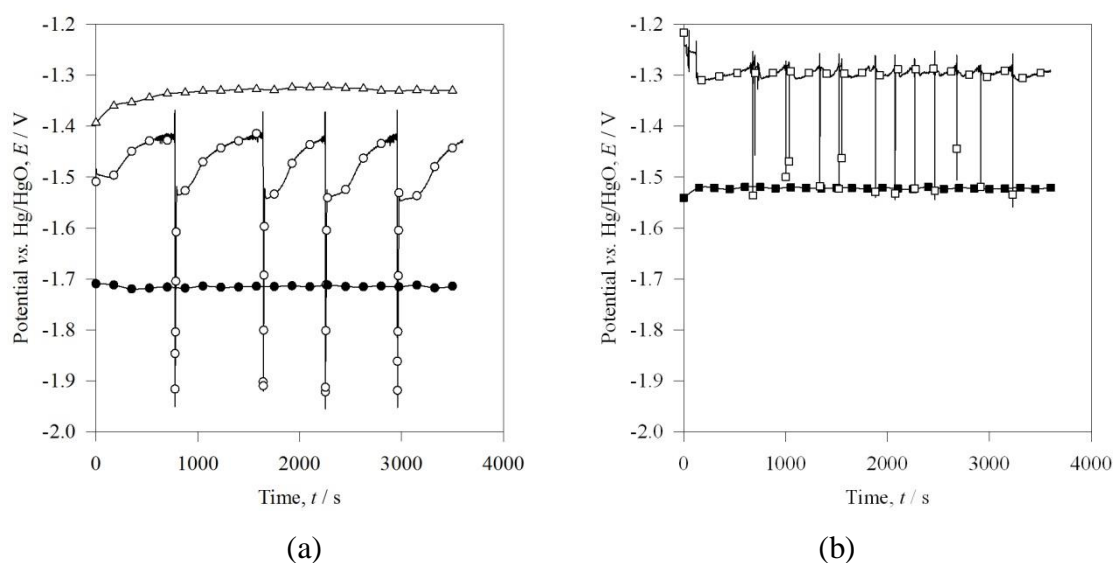 -1.2
-1.3
-1.4
-1.5
-1.6
-1.7
-1.8
-1.9
-2.0
Potential vs. Hg/HgO, E / V
0 1000 2000 3000 4000
Time, t / s
(a)
-1.2
-1.3
-1.4
-1.5
-1.6
-1.7
-1.8
-1.9
-2.0
Potential vs. Hg/HgO, E / V
0 1000 2000 3000 4000
Time, t / s
(b)